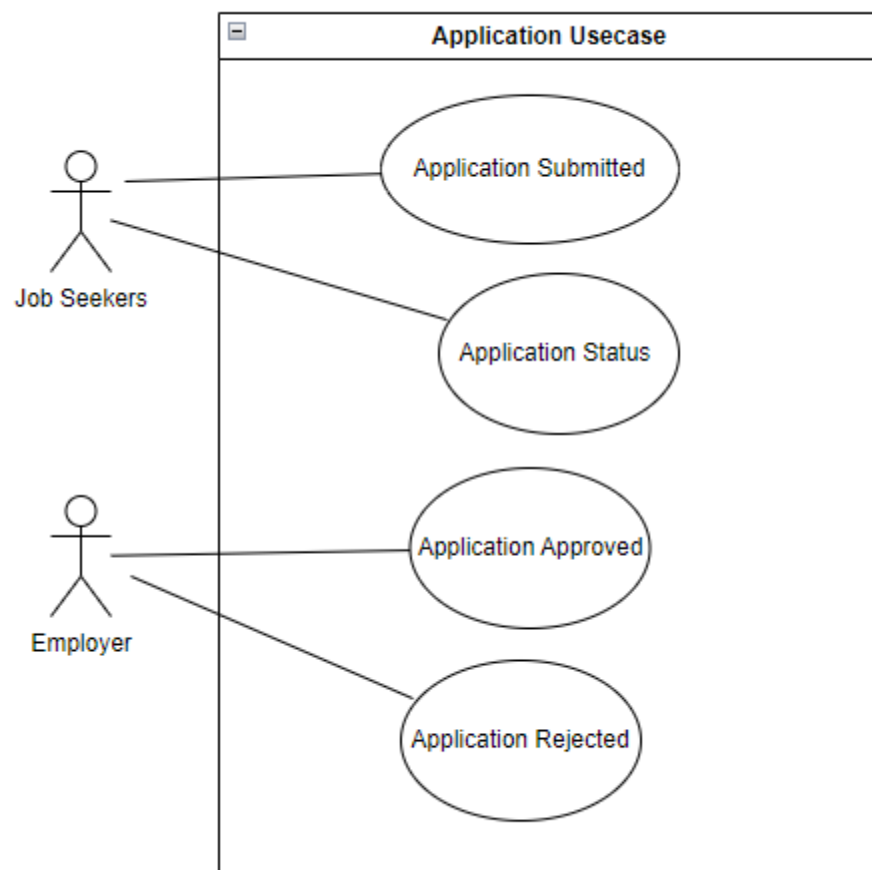 Application Usecase
Application Submitted
Job Seekers
Application Status
Application Approved
Employer
Application Rejected